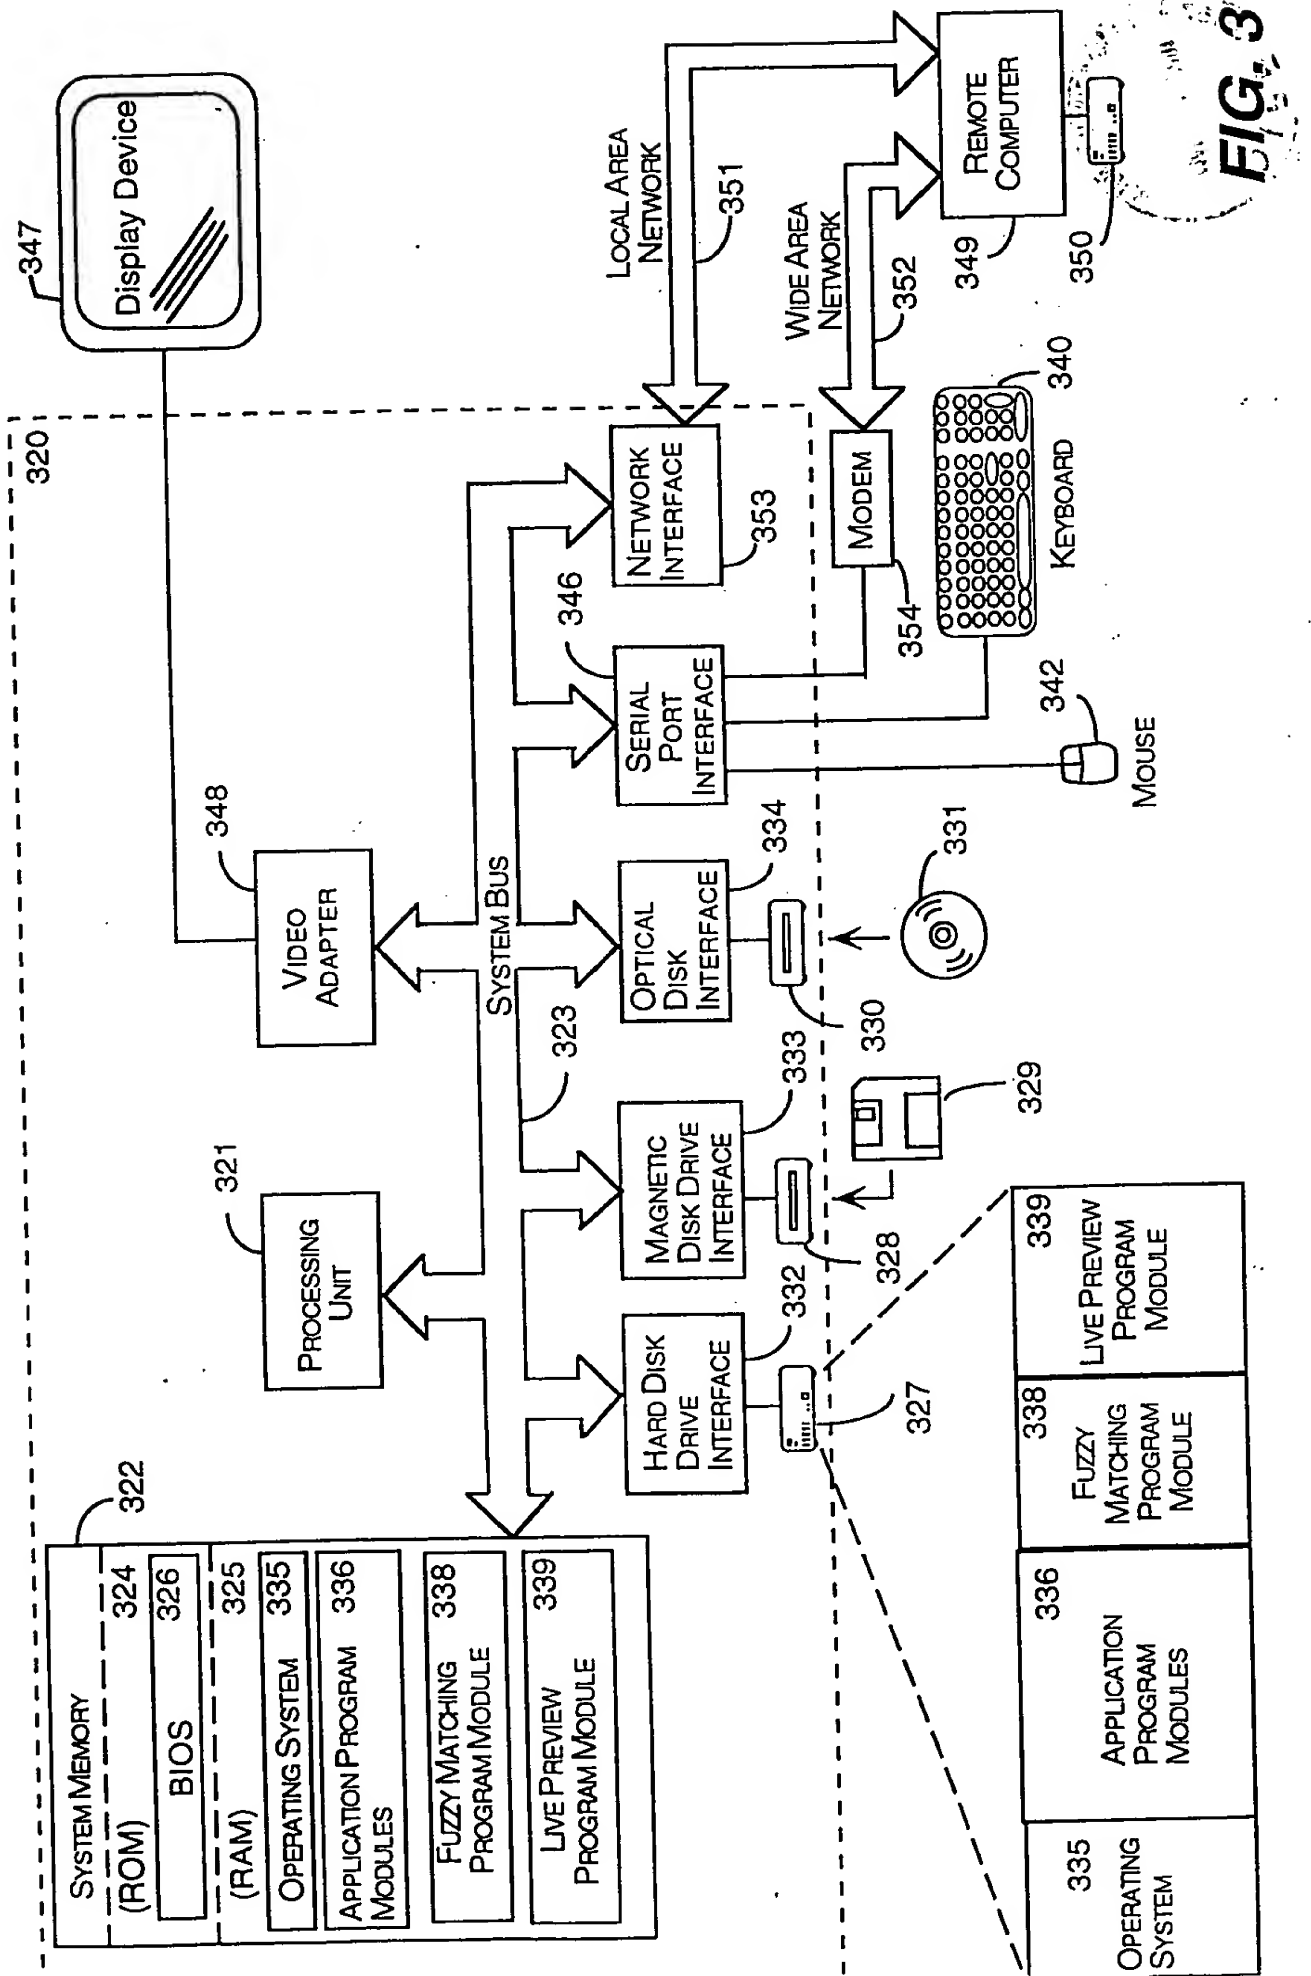 320
SYSTEM MEMORY
322
(ROM) 324
BIOS 326
(RAM) 325
OPERATING SYSTEM 335
APPLICATION PROGRAM
MODULES
336
FUZZY MATCHING
PROGRAM MODULE
338
LIVE PREVIEW
PROGRAM MODULE
339
321
PROCESSING
UNIT
348
VIDEO
ADAPTER
347
Display Device
SYSTEM BUS
323
HARD DISK
DRIVE
INTERFACE
332
MAGNETIC
DISK DRIVE
INTERFACE
333
OPTICAL
DISK
INTERFACE
334
SERIAL
PORT
INTERFACE
346
NETWORK
INTERFACE
353
LOCAL AREA
NETWORK
351
WIDE AREA
NETWORK
352
327
328
330
329
331
MODEM
354
REMOTE
COMPUTER
349
350
340
KEYBOARD
342
MOUSE
335
OPERATING
SYSTEM
336
APPLICATION
PROGRAM
MODULES
338
FUZZY
MATCHING
PROGRAM
MODULE
339
LIVE PREVIEW
PROGRAM
MODULE
FIG. 3